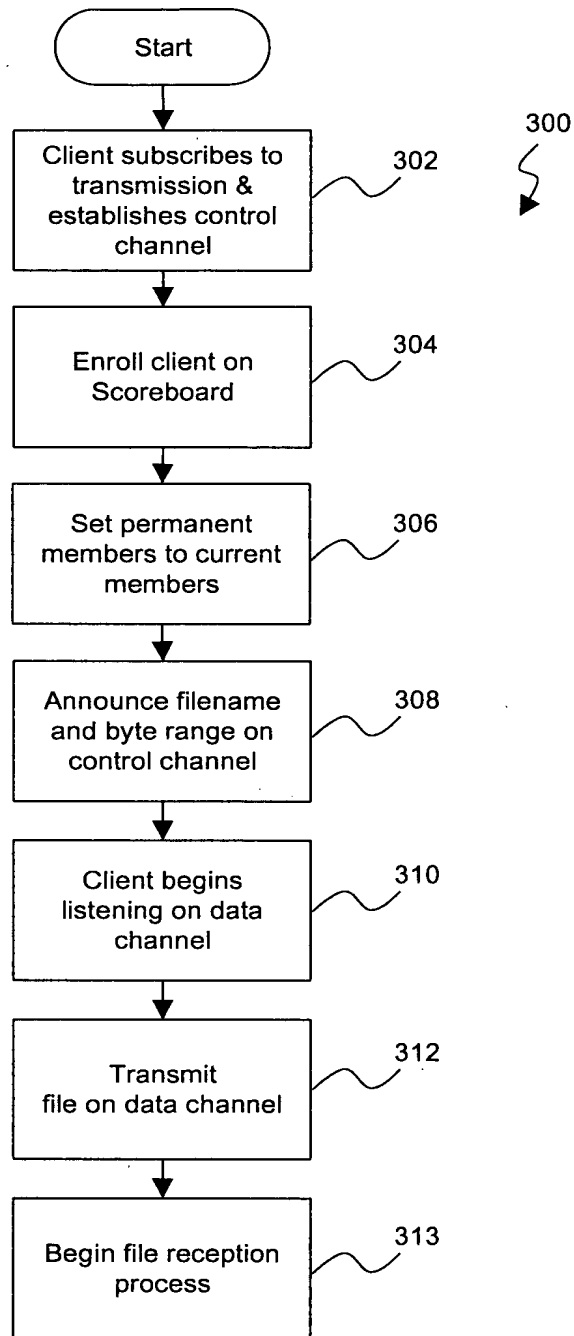 Start
300
Client subscribes to
transmission &
establishes control
channel
302
Enroll client on
Scoreboard
304
Set permanent
members to current
members
306
Announce filename
and byte range on
control channel
308
Client begins
listening on data
channel
310
Transmit
file on data channel
312
Begin file reception
process
313